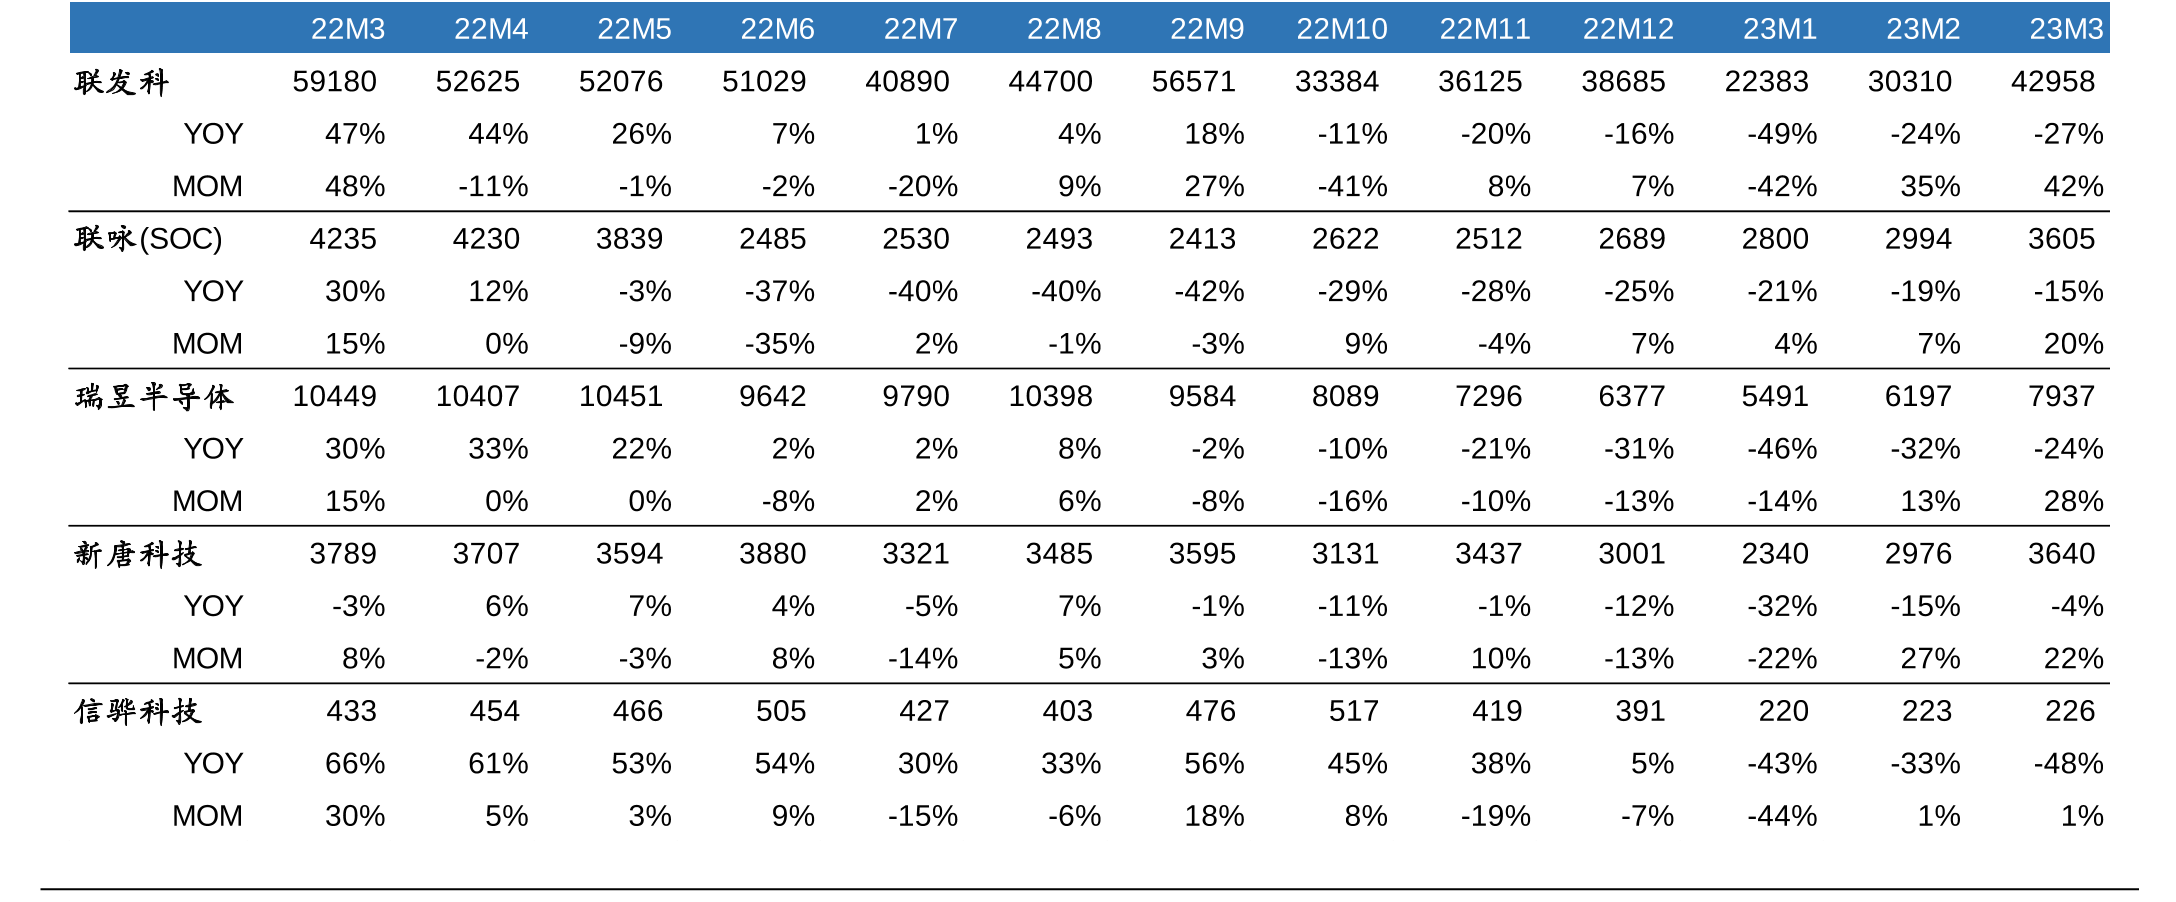 22M3 22M4 22M5 22M6 22M7 22M8 22M9 22M10 22M11 22M12 23M1 23M2 23M3
联发科 59180 52625 52076 51029 40890 44700 56571 33384 36125 38685 22383 30310 42958
YOY 47% 44% 26% 7% 1% 4% 18% -11% -20% -16% -49% -24% -27%
MOM 48% -11% -1% -2% -20% 9% 27% -41% 8% 7% -42% 35% 42%
联咏(SOC) 4235 4230 3839 2485 2530 2493 2413 2622 2512 2689 2800 2994 3605
YOY 30% 12% -3% -37% -40% -40% -42% -29% -28% -25% -21% -19% -15%
MOM 15% 0% -9% -35% 2% -1% -3% 9% -4% 7% 4% 7% 20%
瑞昱半导体 10449 10407 10451 9642 9790 10398 9584 8089 7296 6377 5491 6197 7937
YOY 30% 33% 22% 2% 2% 8% -2% -10% -21% -31% -46% -32% -24%
MOM 15% 0% 0% -8% 2% 6% -8% -16% -10% -13% -14% 13% 28%
新唐科技 3789 3707 3594 3880 3321 3485 3595 3131 3437 3001 2340 2976 3640
YOY -3% 6% 7% 4% -5% 7% -1% -11% -1% -12% -32% -15% -4%
MOM 8% -2% -3% 8% -14% 5% 3% -13% 10% -13% -22% 27% 22%
信骅科技 433 454 466 505 427 403 476 517 419 391 220 223 226
YOY 66% 61% 53% 54% 30% 33% 56% 45% 38% 5% -43% -33% -48%
MOM 30% 5% 3% 9% -15% -6% 18% 8% -19% -7% -44% 1% 1%